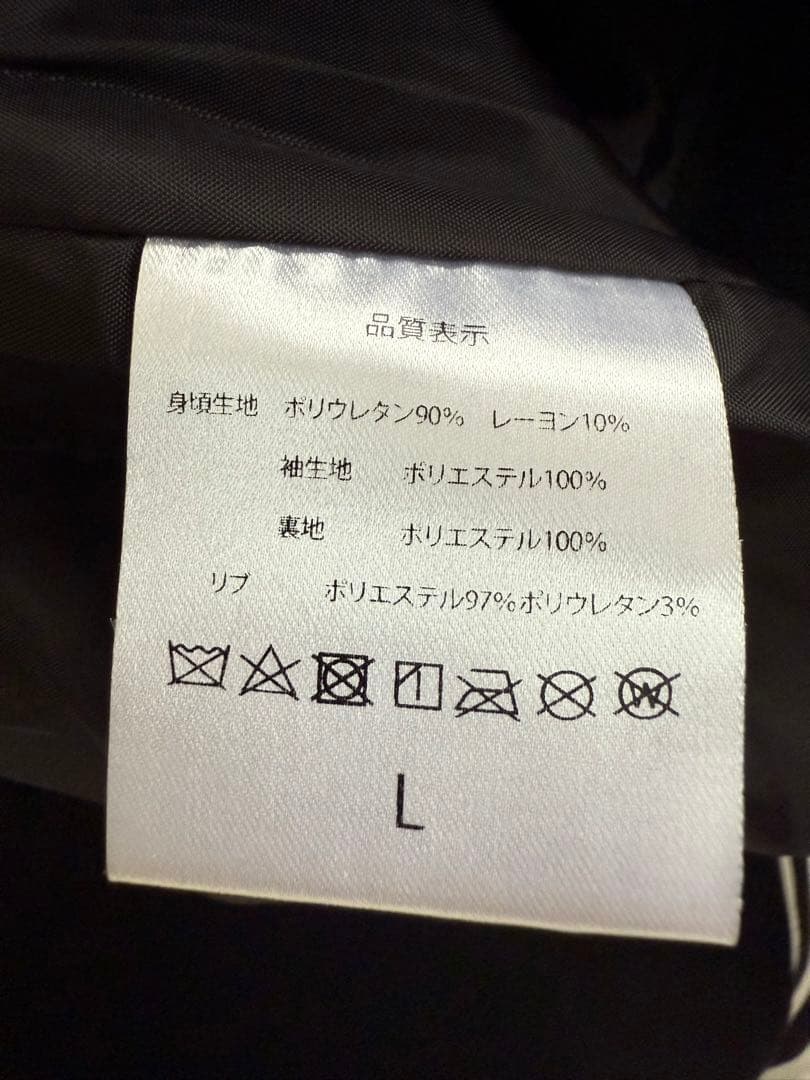 品質表示
身頃生地 ポリウレタン90% レーヨン10%
袖生地 ポリエステル100%
裏地 ポリエステル100%
リブ ポリエステル97%ポリウレタン3%
W
L